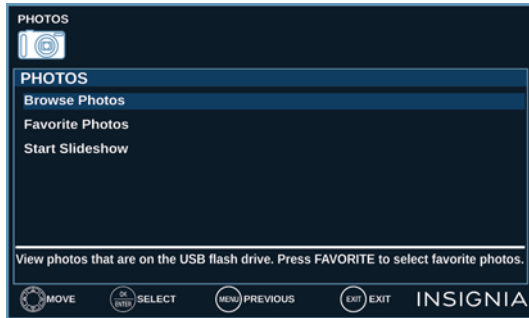 PHOTOS
PHOTOS
Browse Photos
Favorite Photos
Start Slideshow
View photos that are on the USB flash drive. Press FAVORITE to select favorite photos.
MOVE OK ENTER SELECT MENU PREVIOUS EXIT EXIT INSIGNIA